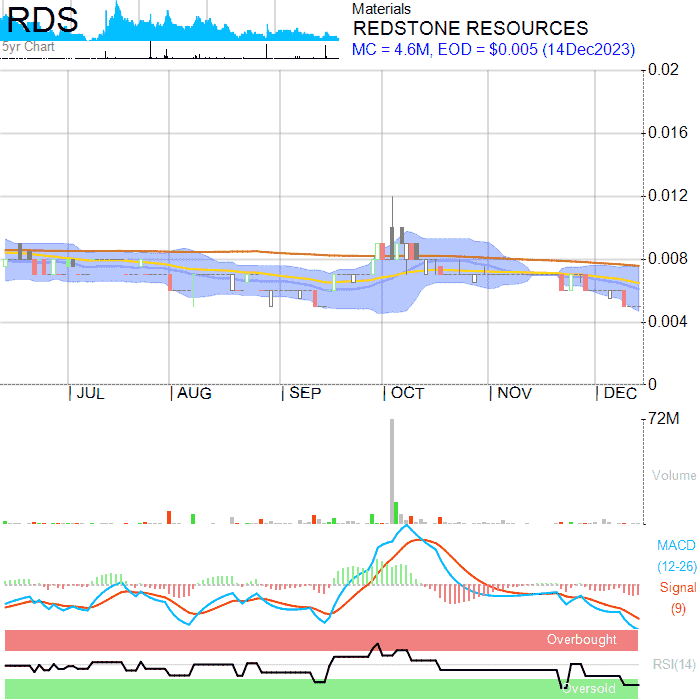 RDS
5yr Chart
Materials
REDSTONE RESOURCES
MC = 4.6M, EOD = $0.005 (14Dec2023)
0.02
0.016
0.012
0.008
0.004
0
JUL AUG SEP OCT NOV DEC
72M
Volume
MACD
(12-26)
Signal
(9)
Overbought
RSI(14)
Oversold